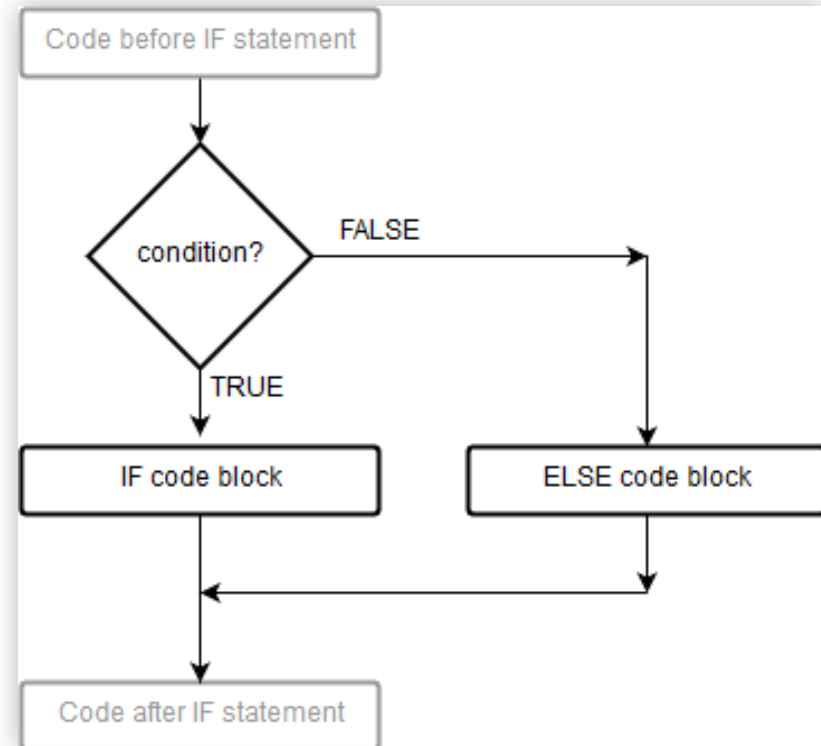 Code before IF statement
condition?
FALSE
TRUE
IF code block
ELSE code block
Code after IF statement